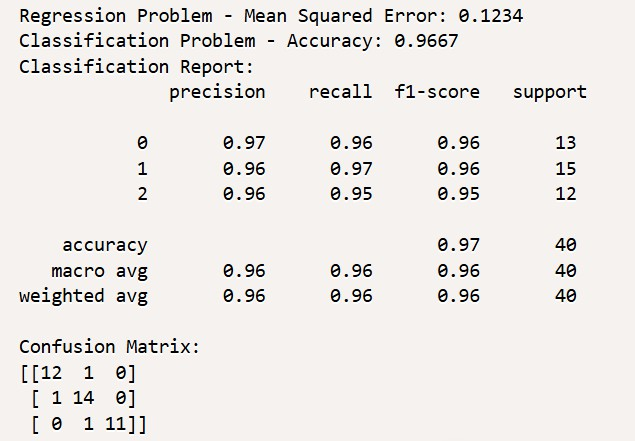 Regression Problem - Mean Squared Error: 0.1234
Classification Problem - Accuracy: 0.9667
Classification Report:
precision recall f1-score support
0 0.97 0.96 0.96 13
1 0.96 0.97 0.96 15
2 0.96 0.95 0.95 12
accuracy 0.97 40
macro avg 0.96 0.96 0.96 40
weighted avg 0.96 0.96 0.96 40
Confusion Matrix:
[[12 1 0]
[ 1 14 0]
[ 0 1 11]]